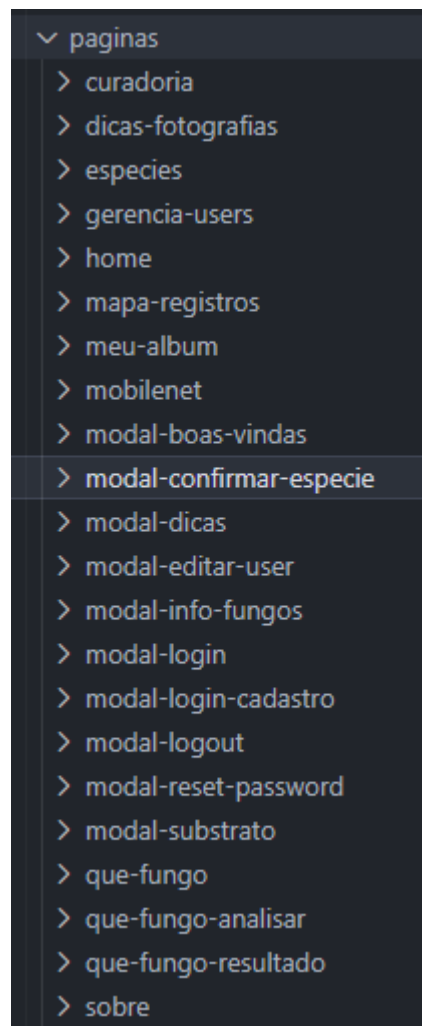 paginas
curadoria
dicas-fotografias
especies
gerencia-users
home
mapa-registros
meu-album
mobilenet
modal-boas-vindas
modal-confirmar-especie
modal-dicas
modal-editar-user
modal-info-fungos
modal-login
modal-login-cadastro
modal-logout
modal-reset-password
modal-substrato
que-fungo
que-fungo-analisar
que-fungo-resultado
sobre